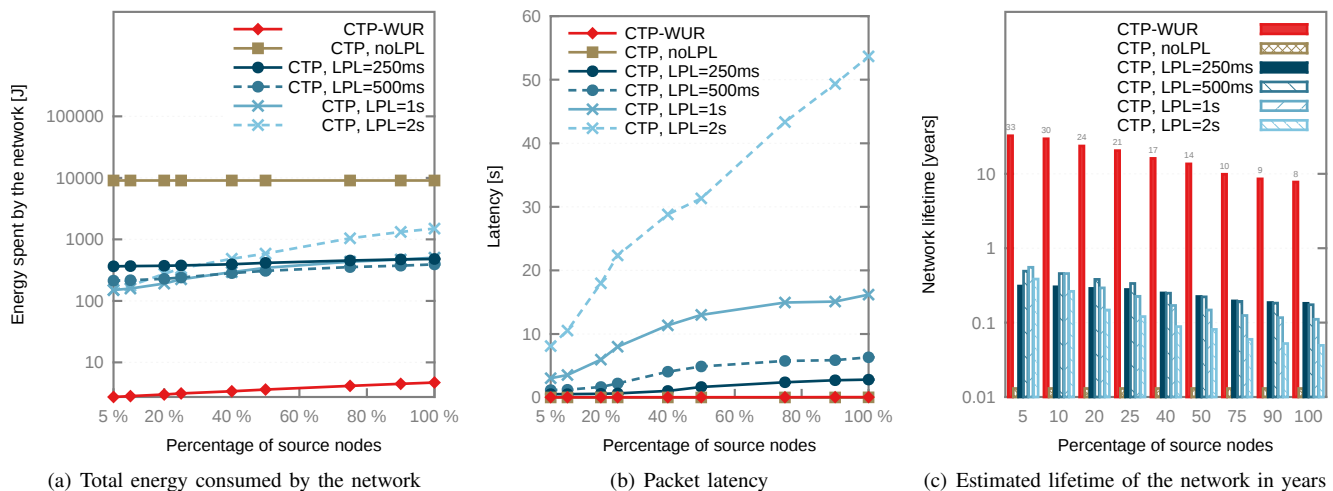 CTP-WUR
CTP, noLPL
CTP, LPL=250ms
CTP, LPL=500ms
CTP, LPL=1s
CTP, LPL=2s
Energy spent by the network [J]
100000
10000
1000
100
10
5 % 20 % 40 % 60 % 80 % 100 %
Percentage of source nodes
(a) Total energy consumed by the network
CTP-WUR
CTP, noLPL
CTP, LPL=250ms
CTP, LPL=500ms
CTP, LPL=1s
CTP, LPL=2s
Latency [s]
60
50
40
30
20
10
0
5 % 20 % 40 % 60 % 80 % 100 %
Percentage of source nodes
(b) Packet latency
CTP-WUR
CTP, noLPL
CTP, LPL=250ms
CTP, LPL=500ms
CTP, LPL=1s
CTP, LPL=2s
Network lifetime [years]
33 30 24 21 17 14 10 9 8
10
1
0.1
0.01
5 10 20 25 40 50 75 90 100
Percentage of source nodes
(c) Estimated lifetime of the network in years